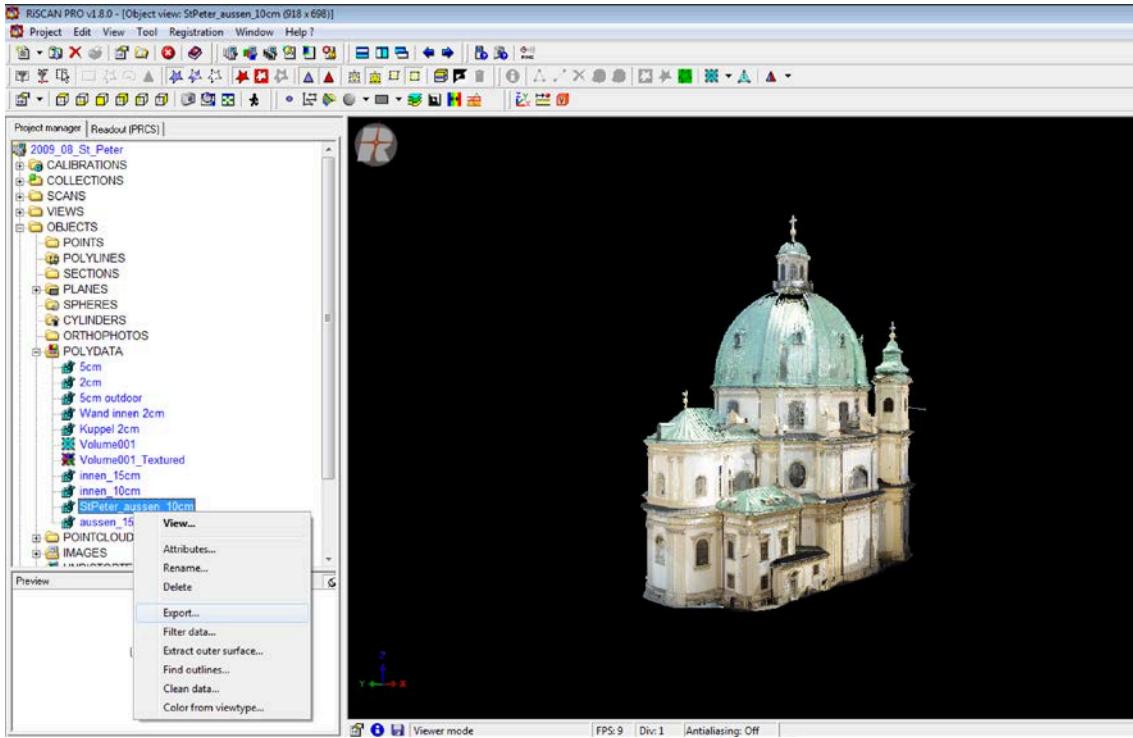 RiSCAN PRO v1.8.0 - [Object view: StPeter_aussen_10cm (918 x 698)]
Project Edit View Tool Registration Window Help ?
Project manager Readout (PRCS)
2009_08_St_Peter
CALIBRATIONS
COLLECTIONS
SCANS
VIEWS
OBJECTS
POINTS
POLYLINES
SECTIONS
PLANES
SPHERES
CYLINDERS
ORTHOPHOTOS
POLYDATA
5cm
2cm
5cm outdoor
Wand innen 2cm
Kuppel 2cm
Volume001
Volume001_Textured
innen_15cm
innen_10cm
StPeter_aussen_10cm
aussen_15
POINTCLOUD
IMAGES
Preview
View...
Attributes...
Rename...
Delete
Export...
Filter data...
Extract outer surface...
Find outlines...
Clean data...
Color from viewtype...
Z
Y X
Viewer mode FPS: 9 Div: 1 Antialiasing: Off